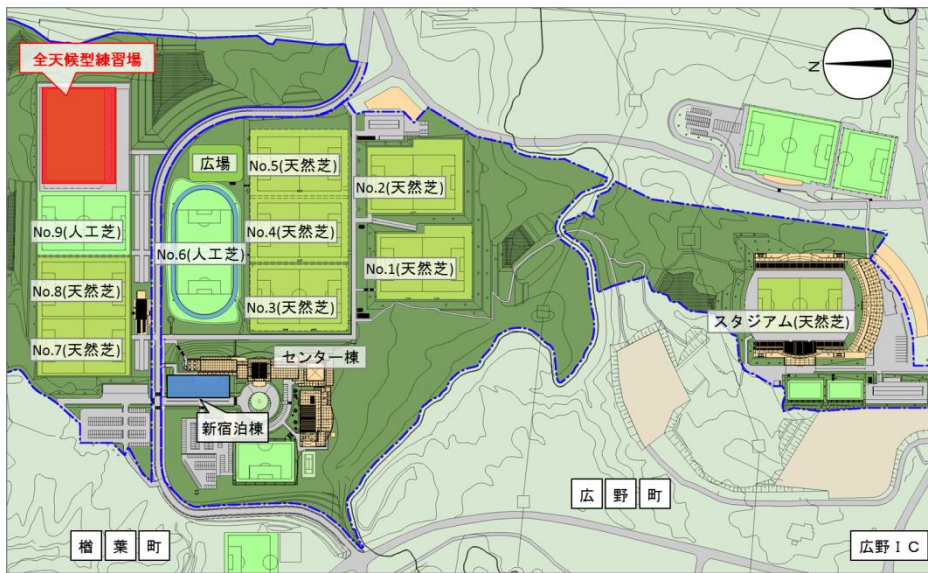 全天候型練習場
N
広場
No.5(天然芝)
No.2(天然芝)
No.9(人工芝)
No.6(人工芝)
No.4(天然芝)
No.1(天然芝)
No.8(天然芝)
No.3(天然芝)
スタジアム(天然芝)
No.7(天然芝)
センター棟
新宿泊棟
広野町
楢葉町
広野IC